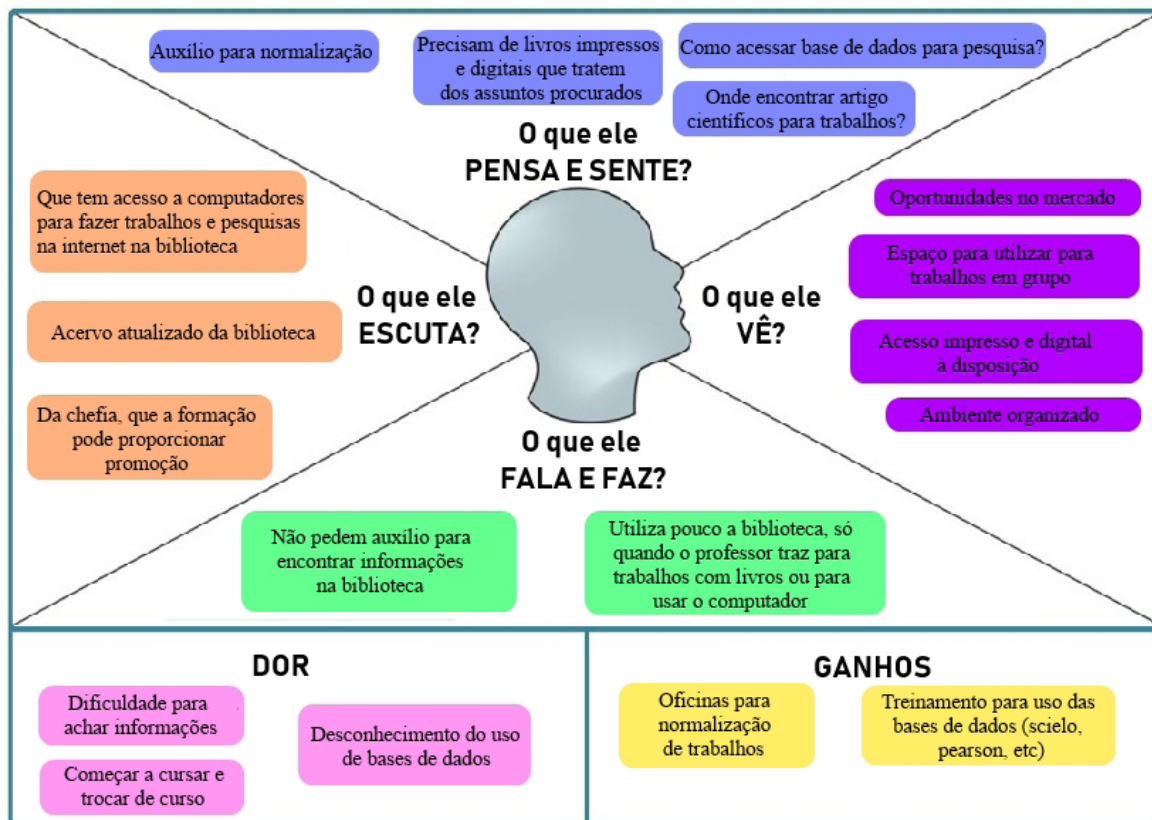 Auxílio para normalização
Precisam de livros impressos
e digitais que tratem
dos assuntos procurados
Como acessar base de dados para pesquisa?
Onde encontrar artigo
científicos para trabalhos?
O que ele
PENSA E SENTE?
Que tem acesso a computadores
para fazer trabalhos e pesquisas
na internet na biblioteca
Acervo atualizado da biblioteca
Da chefia, que a formação
pode proporcionar
promoção
O que ele
ESCUTA?
O que ele
VÊ?
Oportunidades no mercado
Espaço para utilizar para
trabalhos em grupo
Acesso impresso e digital
à disposição
Ambiente organizado
O que ele
FALA E FAZ?
Não pedem auxílio para
encontrar informações
na biblioteca
Utiliza pouco a biblioteca, só
quando o professor traz para
trabalhos com livros ou para
usar o computador
DOR
Dificuldade para
achar informações
Começar a cursar e
trocar de curso
Desconhecimento do uso
de bases de dados
GANHOS
Oficinas para
normalização
de trabalhos
Treinamento para uso das
bases de dados (scielo,
pearson, etc)